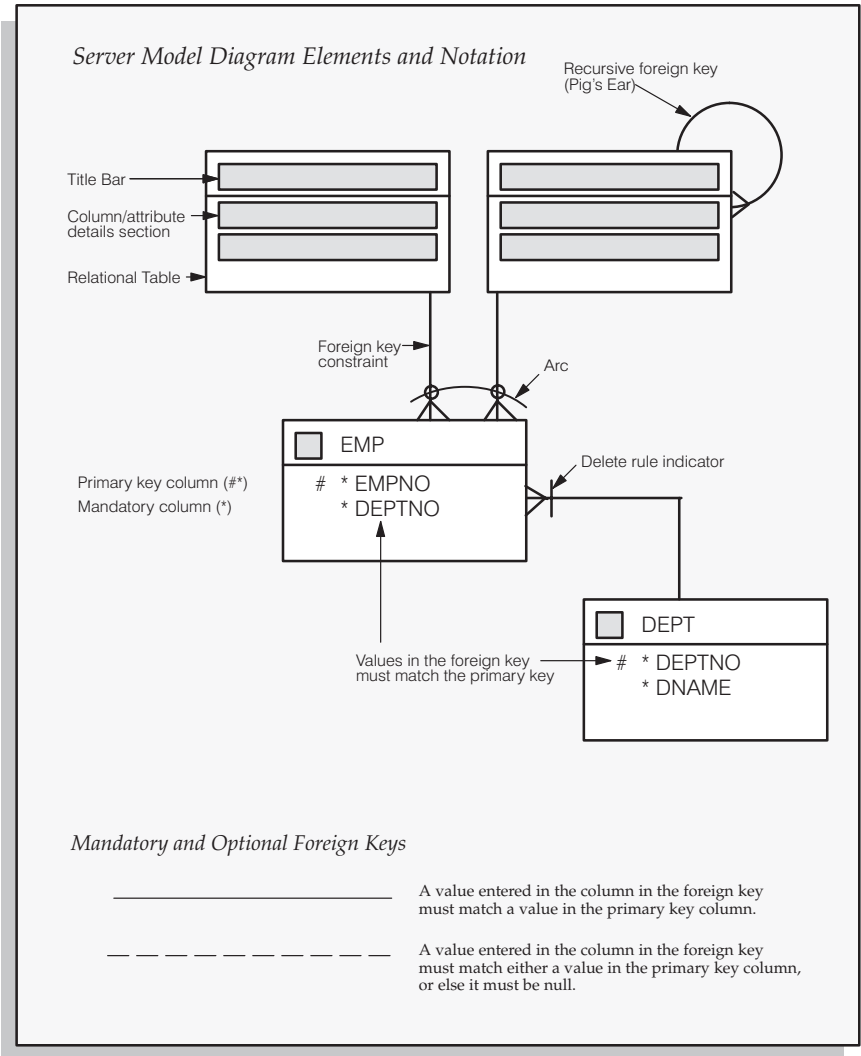 Server Model Diagram Elements and Notation
Recursive foreign key
(Pig's Ear)
Title Bar
Column/attribute
details section
Relational Table
Foreign key
constraint
Arc
EMP
Delete rule indicator
Primary key column (#*)
# * EMPNO
Mandatory column (*)
* DEPTNO
DEPT
Values in the foreign key
must match the primary key
# * DEPTNO
* DNAME
Mandatory and Optional Foreign Keys
A value entered in the column in the foreign key
must match a value in the primary key column.
A value entered in the column in the foreign key
must match either a value in the primary key column,
or else it must be null.